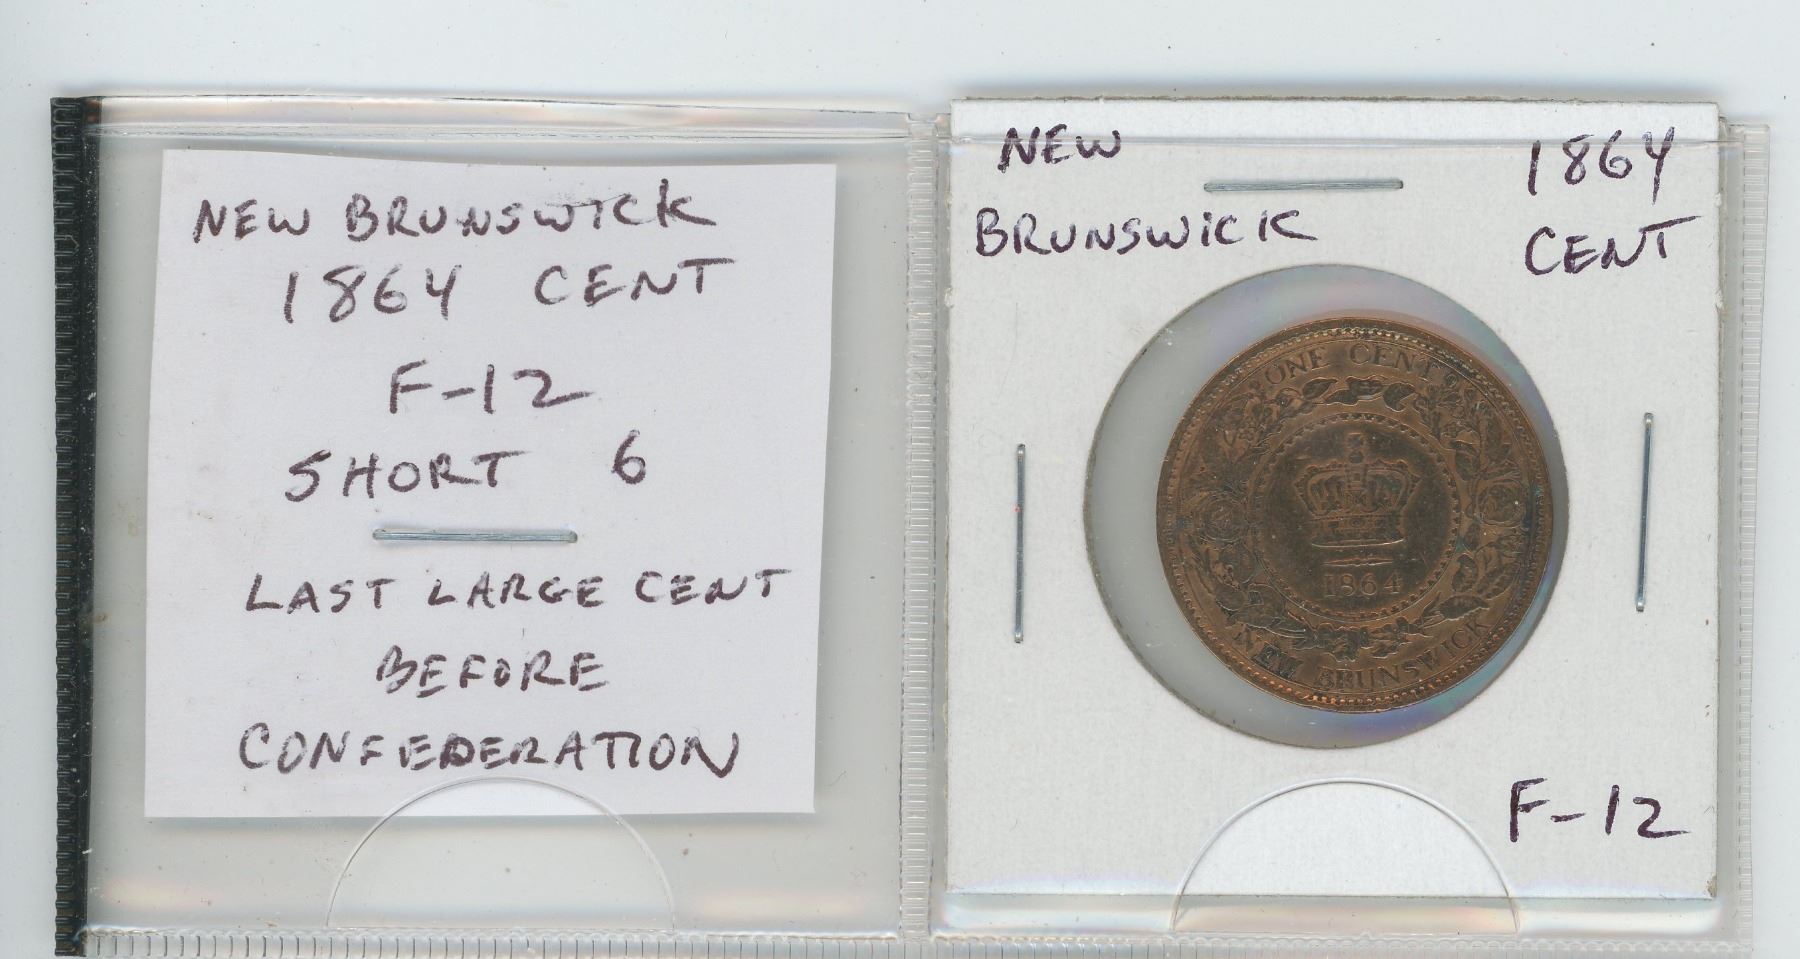 NEW BRUNSWICK
1864 CENT
F-12
SHORT 6
LAST LARGE CENT
BEFORE
CONFEDERATION
NEW
BRUNSWICK
1864
CENT
ONE CENT
1864
NEW BRUNSWICK
F-12